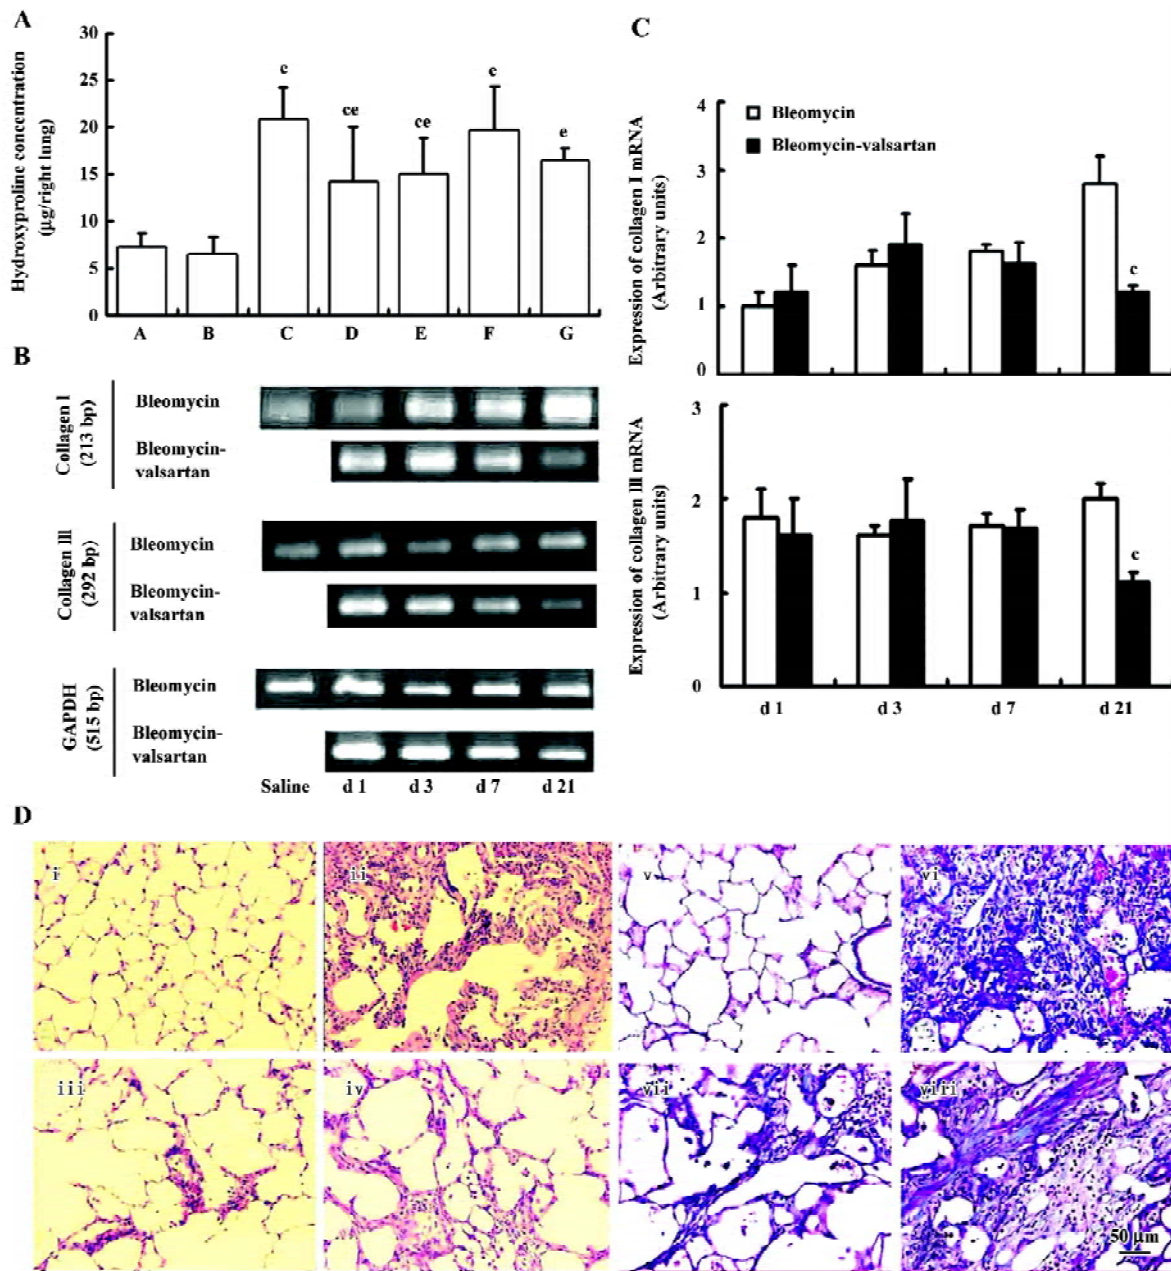 A
Hydroxyproline concentration
(μg/right lung)
30
25
20
15
10
5
0
c
ce
ce
c
e
A B C D E F G
B
Collagen I
(213 bp)
Bleomycin
Bleomycin-
valsartan
Collagen III
(292 bp)
Bleomycin
Bleomycin-
valsartan
GAPDH
(515 bp)
Bleomycin
Bleomycin-
valsartan
Saline d 1 d 3 d 7 d 21
C
Expression of collagen I mRNA
(Arbitrary units)
4
3
2
1
0
Bleomycin
Bleomycin-valsartan
c
Expression of collagen III mRNA
(Arbitrary units)
3
2
1
0
c
d 1 d 3 d 7 d 21
D
i
ii
v
vi
iii
iv
vii
viii
50 μm